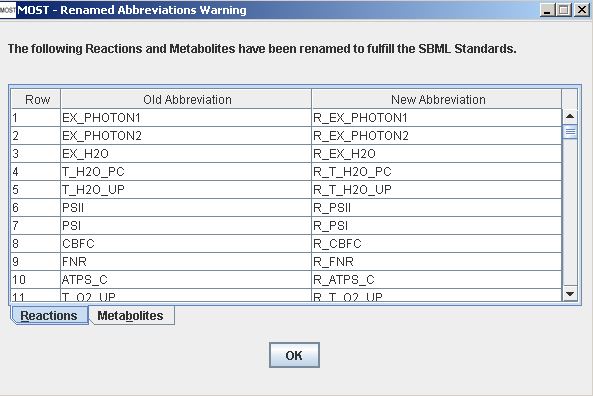 MOST MOST - Renamed Abbreviations Warning
The following Reactions and Metabolites have been renamed to fulfill the SBML Standards.
Row Old Abbreviation New Abbreviation
1 EX_PHOTON1 R_EX_PHOTON1
2 EX_PHOTON2 R_EX_PHOTON2
3 EX_H2O R_EX_H2O
4 T_H2O_PC R_T_H2O_PC
5 T_H2O_UP R_T_H2O_UP
6 PSII R_PSII
7 PSI R_PSI
8 CBFC R_CBFC
9 FNR R_FNR
10 ATPS_C R_ATPS_C
11 T_O2_UP R_T_O2_UP
Reactions Metabolites
OK